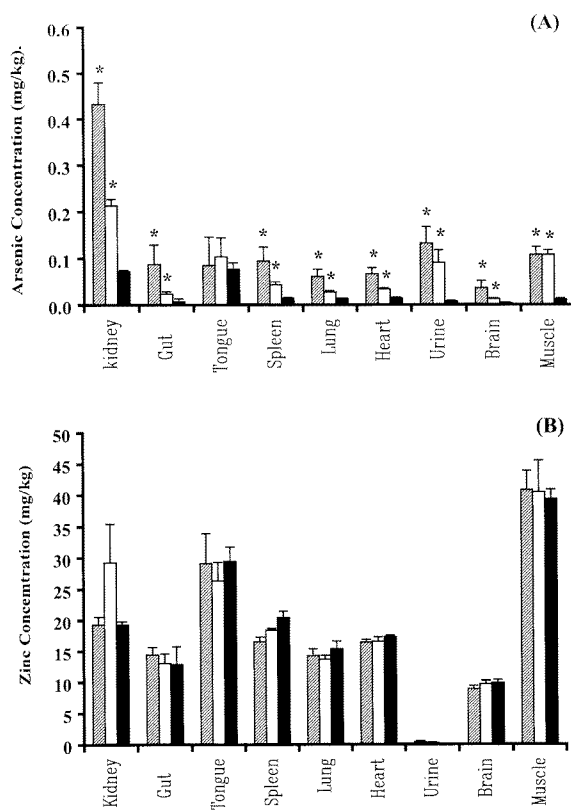 (A)
Arsenic Concentration (mg/kg).
0.6
0.5
0.4
0.3
0.2
0.1
0.0
* * * * * * * * * * * * * * * *
kidney Gut Tongue Spleen Lung Heart Urine Brain Muscle
(B)
Zinc Concemtration (mg/kg)
50
45
40
35
30
25
20
15
10
5
0
Kidney Gut Tongue Spleen Lung Heart Urine Brain Muscle